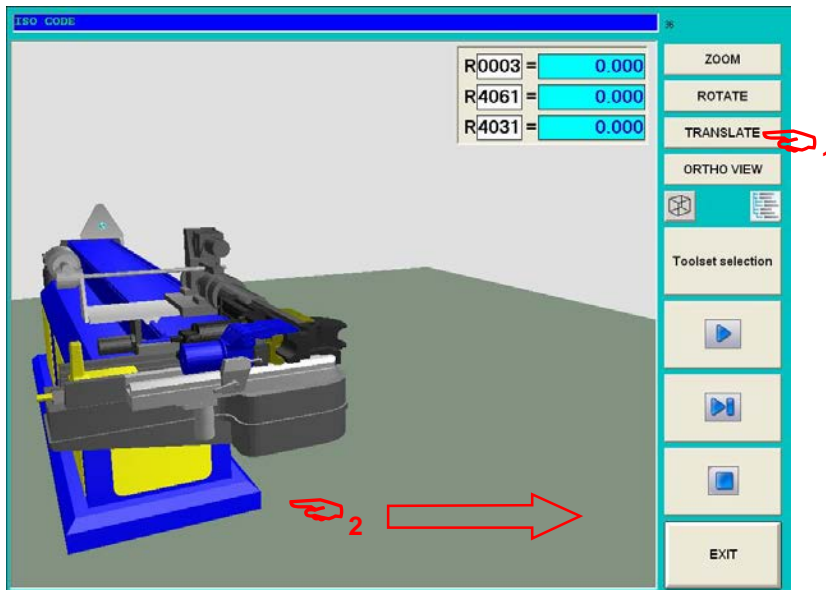 ISO CODE
R0003 = 0.000
R4061 = 0.000
R4031 = 0.000
ZOOM
ROTATE
TRANSLATE
ORTHO VIEW
Toolset selection
EXIT
2